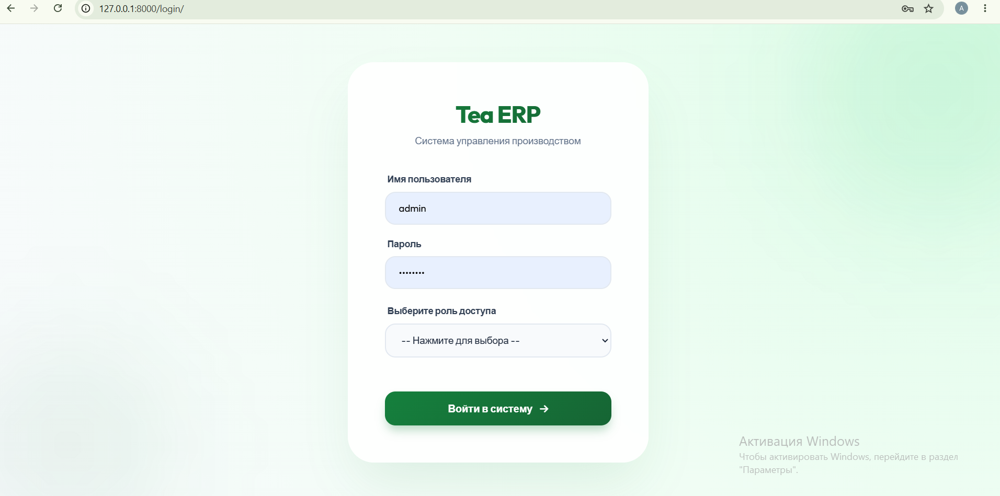 127.0.0.1:8000/login/
A
Tea ERP
Система управления производством
Имя пользователя
admin
Пароль
••••••••
Выберите роль доступа
-- Нажмите для выбора --
Войти в систему →
Активация Windows
Чтобы активировать Windows, перейдите в раздел
"Параметры".